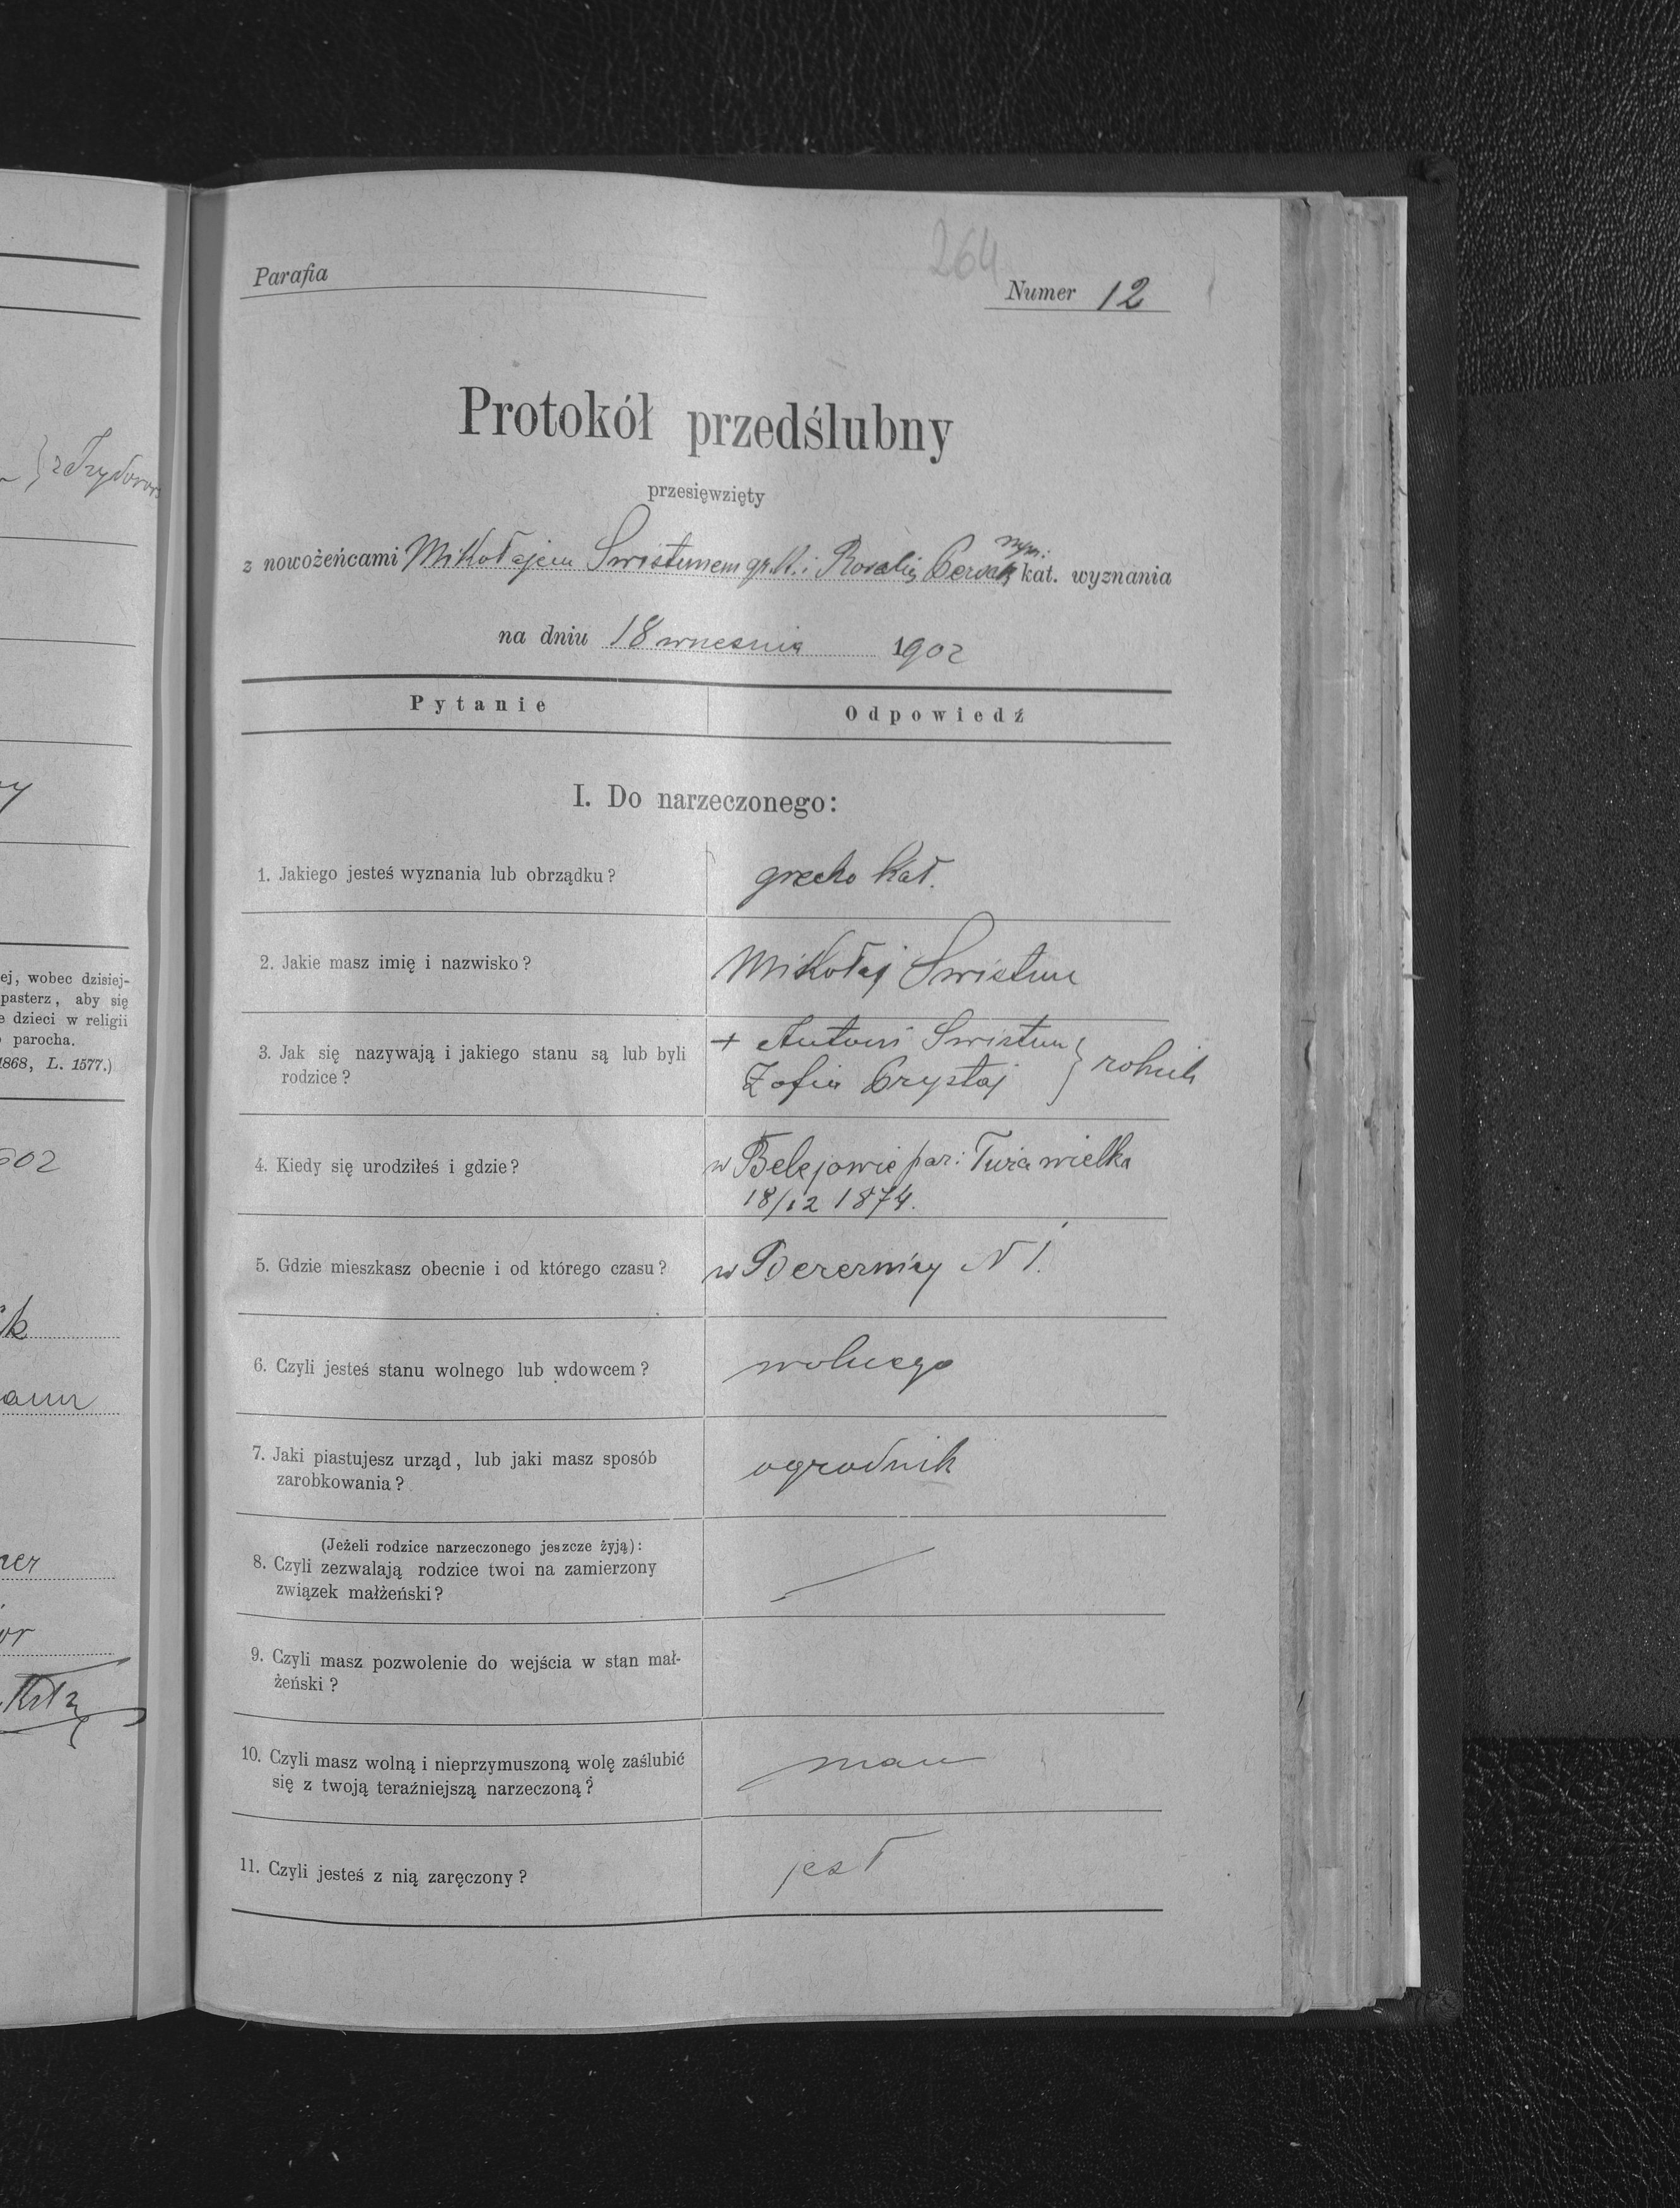 264
Parafia
Numer 12
Protokół przedślubny
przesięwzięty
z nowożeńcami Mikołajem Swistunem gr. k. i Rozalią rzym: kat. wyznania
na dniu 18 wrzesnia 1902
Pytanie
Odpowiedź
I. Do narzeczonego:
1. Jakiego jesteś wyznania lub obrządku?
grecko kat.
2. Jakie masz imię i nazwisko?
Mikołaj Swistun
3. Jak się nazywają i jakiego stanu są lub byli
rodzice?
+ Antoni Swistun
Zofia } rolnik
4. Kiedy się urodziłeś i gdzie?
w Belejowie par: Turza wielka
18/12 1874.
5. Gdzie mieszkasz obecnie i od którego czasu?
w N 1.
6. Czyli jesteś stanu wolnego lub wdowcem?
wolnego
7. Jaki piastujesz urząd, lub jaki masz sposób
zarobkowania?
ogrodnik
(Jeżeli rodzice narzeczonego jeszcze żyją):
8. Czyli zezwalają rodzice twoi na zamierzony
związek małżeński?
9. Czyli masz pozwolenie do wejścia w stan mał-
żeński?
10. Czyli masz wolną i nieprzymuszoną wolę zaślubić
się z twoją teraźniejszą narzeczoną?
mam
11. Czyli jesteś z nią zaręczony?
jest
ej, wobec dzisiej-
pasterz, aby się
e dzieci w religii
parocha.
1868, L. 1577.)
902